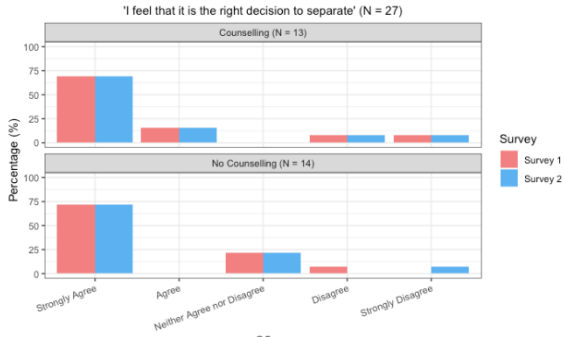 'I feel that it is the right decision to separate' (N = 27)
Counselling (N = 13)
100
75
50
25
0
No Counselling (N = 14)
100
75
50
25
0
Percentage (%)
Strongly Agree
Agree
Neither Agree nor Disagree
Disagree
Strongly Disagree
Survey
Survey 1
Survey 2